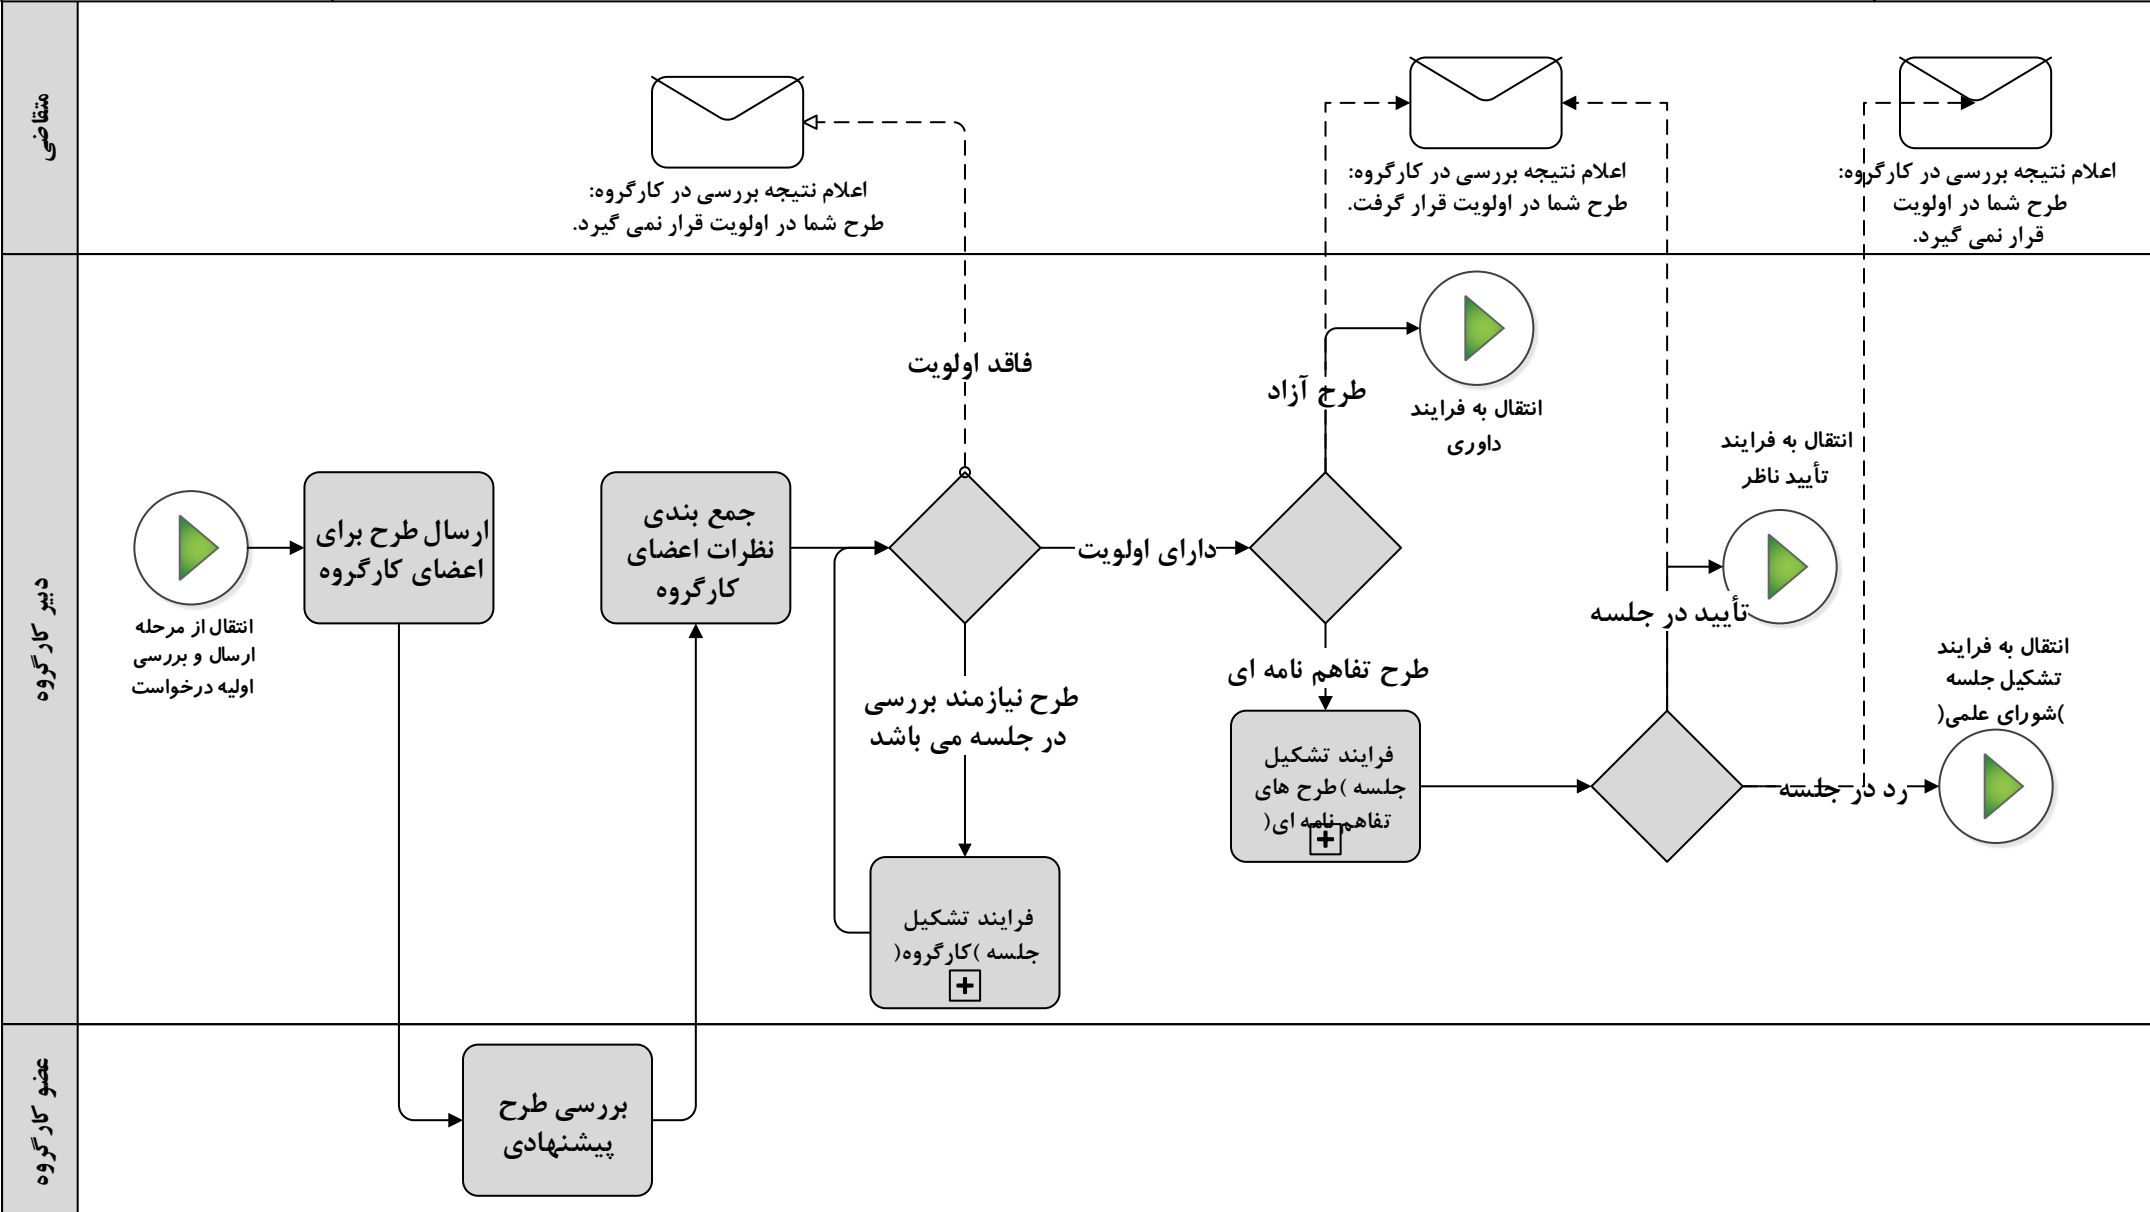 متقاضی
اعلام نتیجه بررسی در کارگروه:
طرح شما در اولویت قرار نمی گیرد.
اعلام نتیجه بررسی در کارگروه:
طرح شما در اولویت قرار گرفت.
اعلام نتیجه بررسی در کارگروه:
طرح شما در اولویت
قرار نمی گیرد.
دبیر کارگروه
انتقال از مرحله
ارسال و بررسی
اولیه درخواست
ارسال طرح برای
اعضای کارگروه
جمع بندی
نظرات اعضای
کارگروه
فاقد اولویت
دارای اولویت
طرح نیازمند بررسی
در جلسه می باشد
فرایند تشکیل
جلسه )کارگروه(
طرح آزاد
انتقال به فرایند
داوری
طرح تفاهم نامه ای
فرایند تشکیل
جلسه )طرح های
تفاهم نامه ای(
تأیید در جلسه
انتقال به فرایند
تأیید ناظر
رد در جلسه
انتقال به فرایند
تشکیل جلسه
)شورای علمی(
عضو کارگروه
بررسی طرح
پیشنهادی